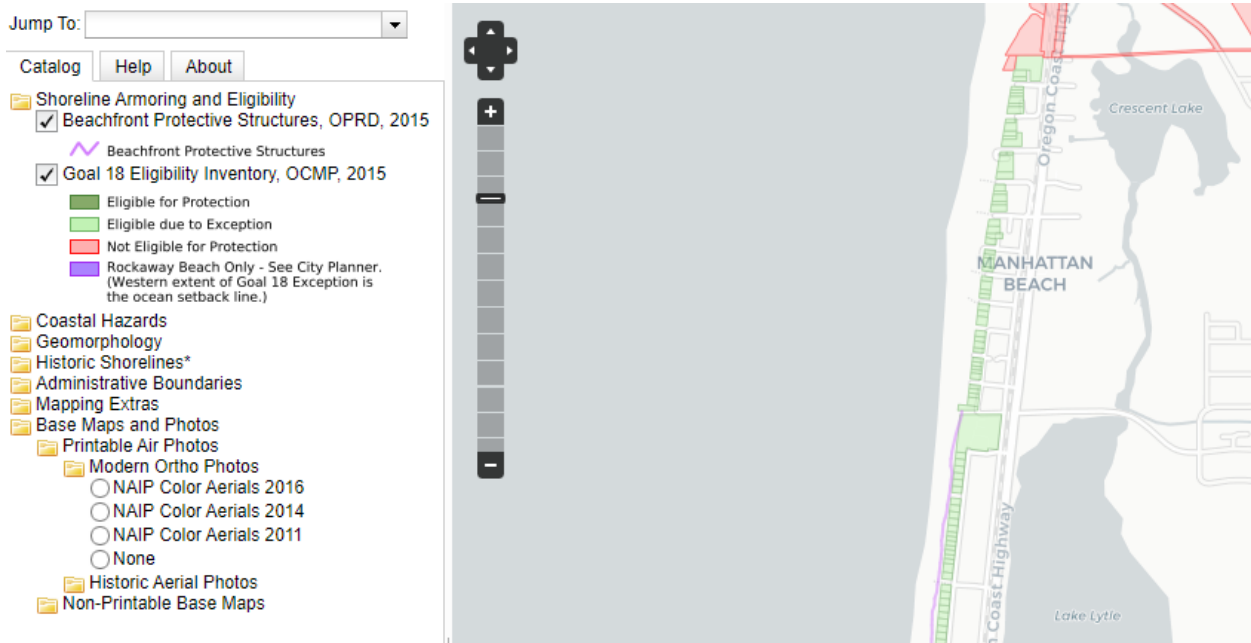 Jump To:
Catalog
Help
About
Shoreline Armoring and Eligibility
Beachfront Protective Structures, OPRD, 2015
Beachfront Protective Structures
Goal 18 Eligibility Inventory, OCMP, 2015
Eligible for Protection
Eligible due to Exception
Not Eligible for Protection
Rockaway Beach Only - See City Planner.
(Western extent of Goal 18 Exception is
the ocean setback line.)
Coastal Hazards
Geomorphology
Historic Shorelines*
Administrative Boundaries
Mapping Extras
Base Maps and Photos
Printable Air Photos
Modern Ortho Photos
NAIP Color Aerials 2016
NAIP Color Aerials 2014
NAIP Color Aerials 2011
None
Historic Aerial Photos
Non-Printable Base Maps
Oregon Coast High
Crescent Lake
MANHATTAN
BEACH
n Coast Highway
Lake Lytle